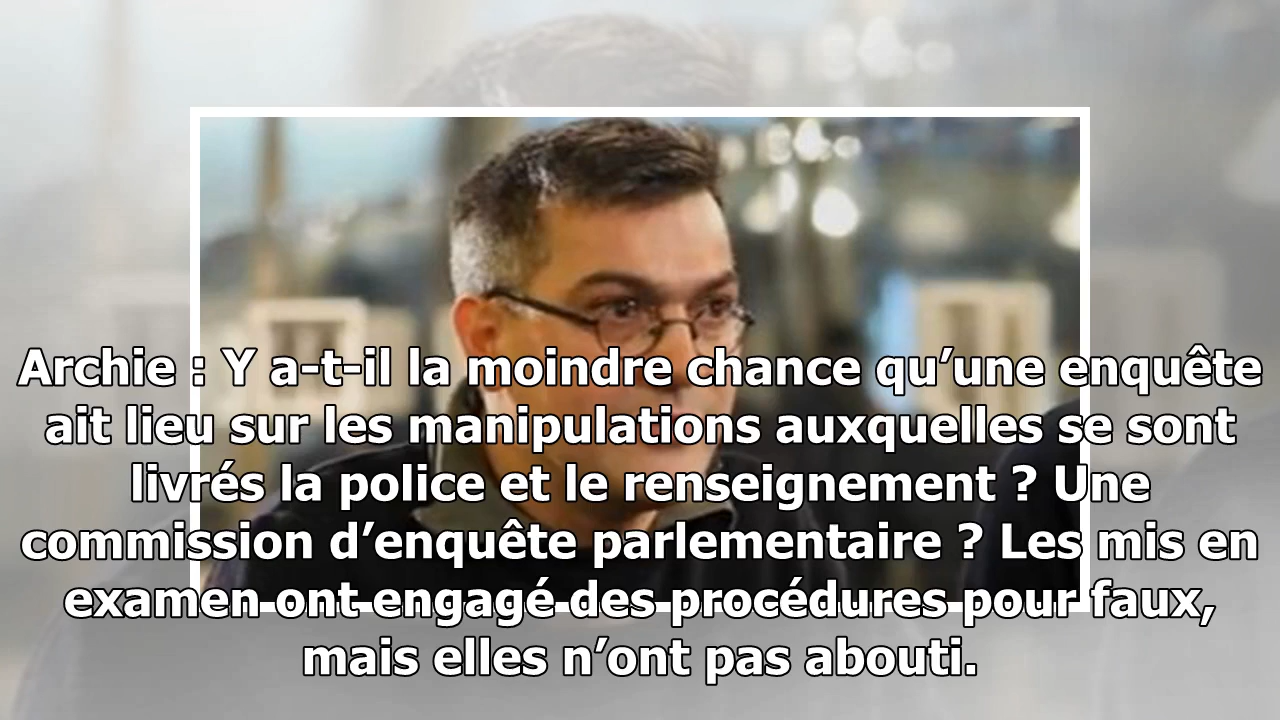 Archie : Y a-t-il la moindre chance qu’une enquête
ait lieu sur les manipulations auxquelles se sont
livrés la police et le renseignement ? Une
commission d’enquête parlementaire ? Les mis en
examen ont engagé des procédures pour faux,
mais elles n’ont pas abouti.